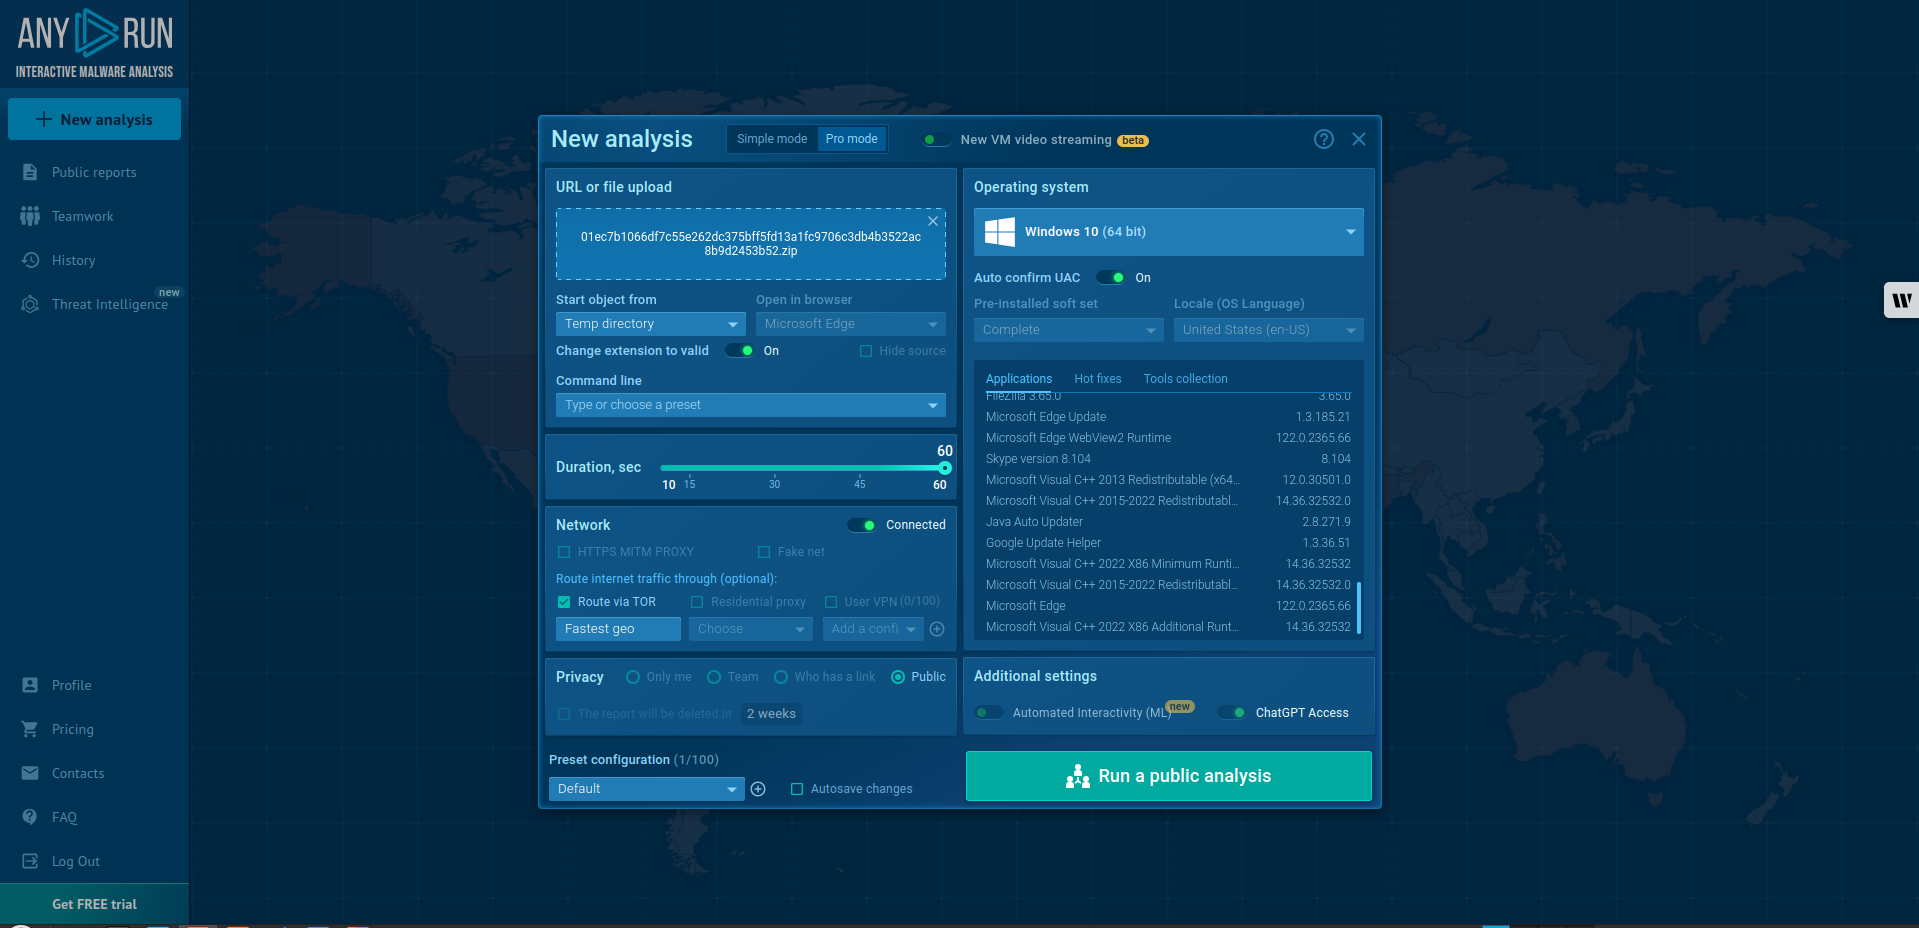 ANY RUN
INTERACTIVE MALWARE ANALYSIS
New analysis
Public reports
Teamwork
History
Threat Intelligence new
Profile
Pricing
Contacts
FAQ
Log Out
Get FREE trial
New analysis
Simple mode Pro mode
New VM video streaming beta
URL or file upload
01ec7b1066df7c55e262dc375bff5fd13a1fc9706c3db4b3522ac
8b9d2453b52.zip
Start object from Open in browser
Temp directory Microsoft Edge
Change extension to valid On Hide source
Command line
Type or choose a preset
60
Duration, sec
10 15 30 45 60
Network Connected
HTTPS MITM PROXY Fake net
Route internet traffic through (optional):
Route via TOR Residential proxy User VPN (0/100)
Fastest geo Choose Add a confi
Privacy Only me Team Who has a link Public
The report will be deleted in 2 weeks
Preset configuration (1/100)
Default Autosave changes
Operating system
Windows 10 (64 bit)
Auto confirm UAC On
Pre-installed soft set Locale (OS Language)
Complete United States (en-US)
Applications Hot fixes Tools collection
FileZilla 3.65.0 3.65.0
Microsoft Edge Update 1.3.185.21
Microsoft Edge WebView2 Runtime 122.0.2365.66
Skype version 8.104 8.104
Microsoft Visual C++ 2013 Redistributable (x64... 12.0.30501.0
Microsoft Visual C++ 2015-2022 Redistributabl... 14.36.32532.0
Java Auto Updater 2.8.271.9
Google Update Helper 1.3.36.51
Microsoft Visual C++ 2022 X86 Minimum Runti... 14.36.32532
Microsoft Visual C++ 2015-2022 Redistributabl... 14.36.32532.0
Microsoft Edge 122.0.2365.66
Microsoft Visual C++ 2022 X86 Additional Runt... 14.36.32532
Additional settings
Automated Interactivity (ML) new ChatGPT Access
Run a public analysis
W